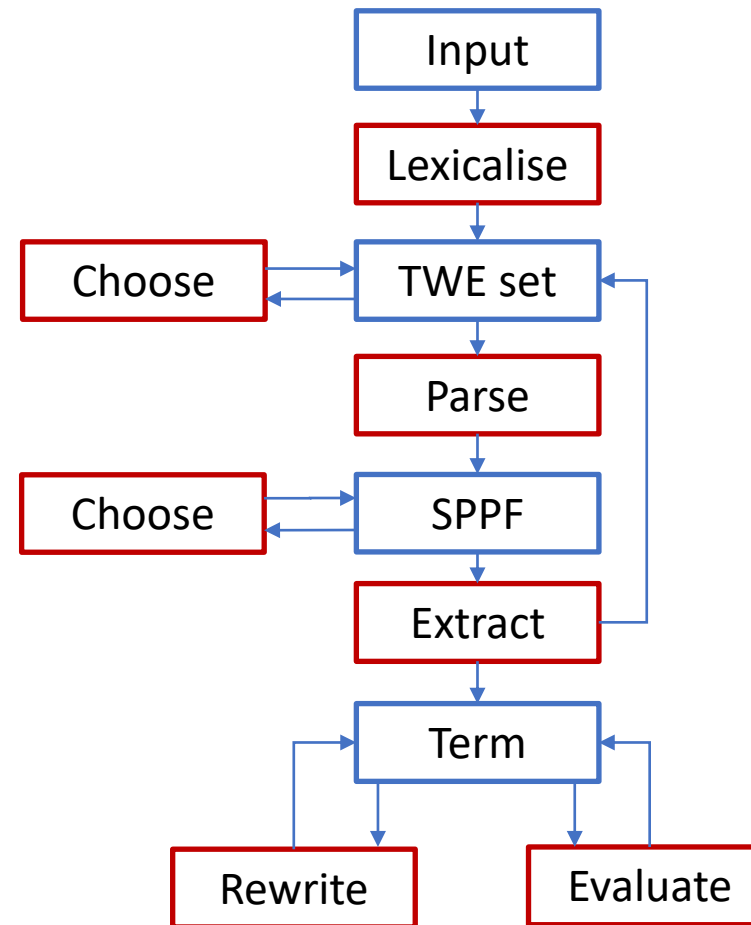 Input
Lexicalise
Choose
TWE set
Parse
Choose
SPPF
Extract
Term
Rewrite
Evaluate